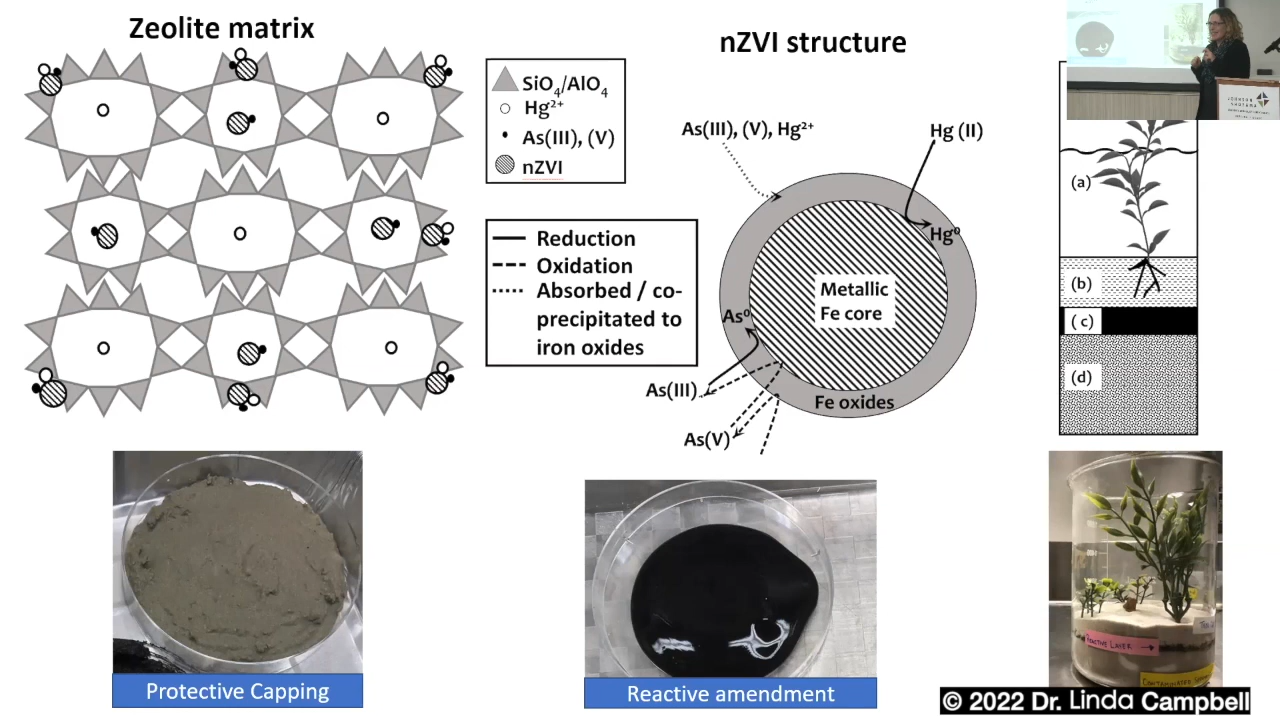 Zeolite matrix
SiO4/AlO4
Hg2+
As(III), (V)
nZVI
Reduction
Oxidation
Absorbed / co-
precipitated to
iron oxides
nZVI structure
As(III), (V), Hg2+
Hg (II)
Hg⁰
Metallic
Fe core
As⁰
As(III)
Fe oxides
As(V)
(a)
(b)
(c)
(d)
Protective Capping
Reactive amendment
REACTIVE LAYER →
© 2022 Dr. Linda Campbell